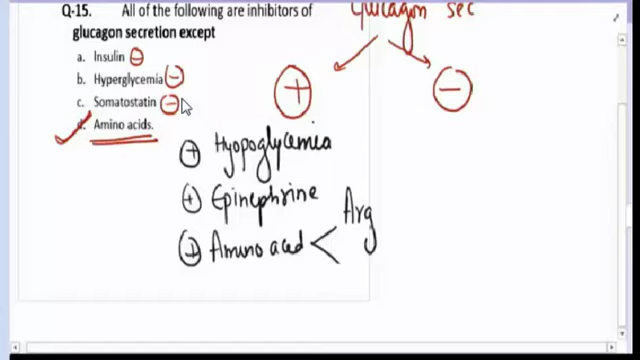 Q-15. All of the following are inhibitors of
glucagon secretion except
a. Insulin ⊖
b. Hyperglycemia ⊖
c. Somatostatin ⊖
d. Amino acids.
Glucagon sec
+ −
⊕ Hyopoglycemia
⊕ Epinephrine
⊕ Amino acid < Arg